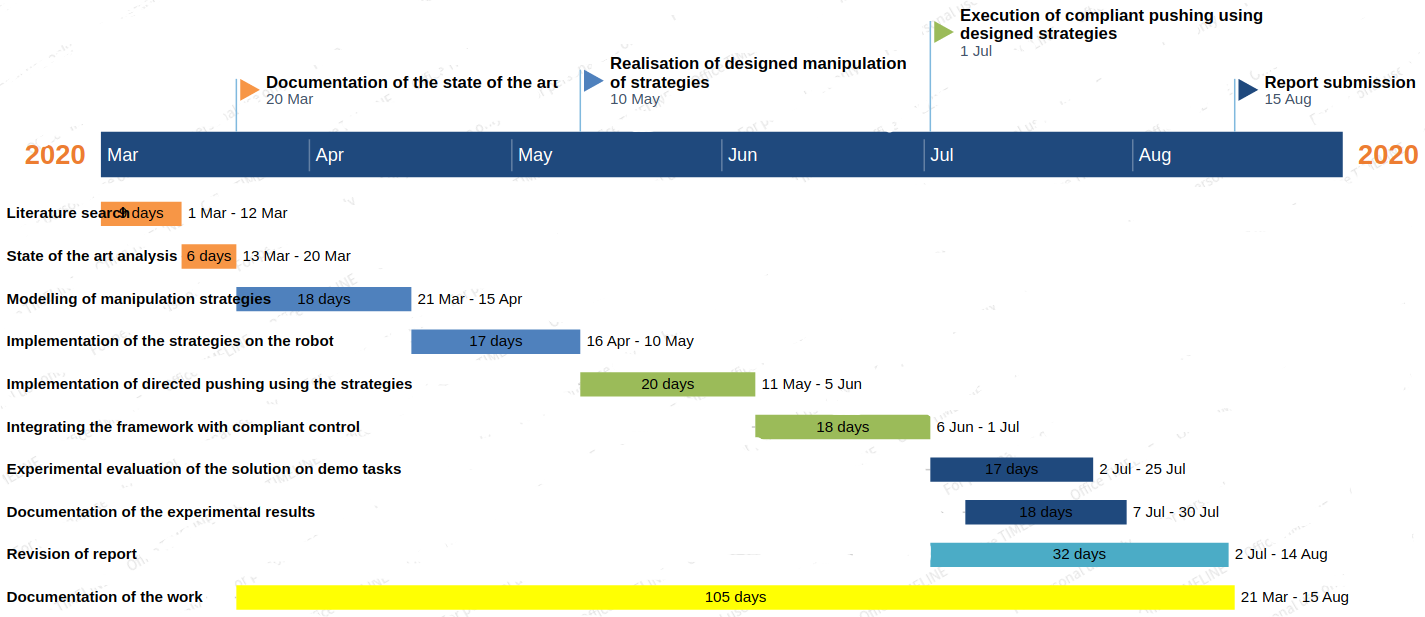 Execution of compliant pushing using
designed strategies
1 Jul
Realisation of designed manipulation
of strategies
10 May
Documentation of the state of the art
20 Mar
Report submission
15 Aug
2020 Mar Apr May Jun Jul Aug 2020
Literature search 9 days 1 Mar - 12 Mar
State of the art analysis 6 days 13 Mar - 20 Mar
Modelling of manipulation strategies 18 days 21 Mar - 15 Apr
Implementation of the strategies on the robot 17 days 16 Apr - 10 May
Implementation of directed pushing using the strategies 20 days 11 May - 5 Jun
Integrating the framework with compliant control 18 days 6 Jun - 1 Jul
Experimental evaluation of the solution on demo tasks 17 days 2 Jul - 25 Jul
Documentation of the experimental results 18 days 7 Jul - 30 Jul
Revision of report 32 days 2 Jul - 14 Aug
Documentation of the work 105 days 21 Mar - 15 Aug